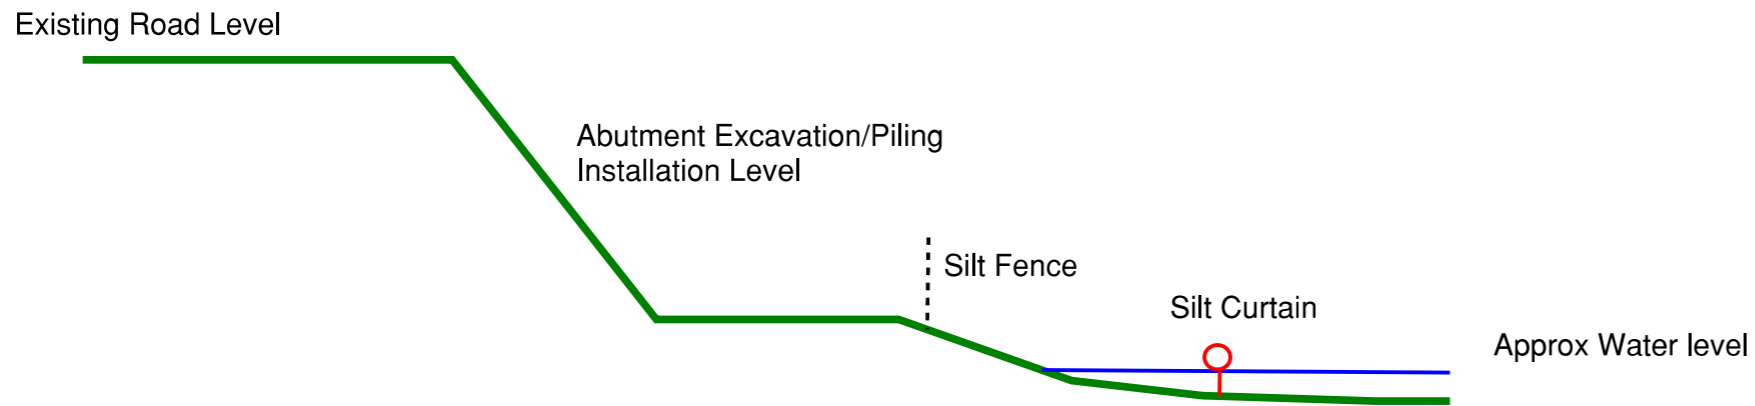 Existing Road Level
Abutment Excavation/Piling
Installation Level
Silt Fence
Silt Curtain
Approx Water level